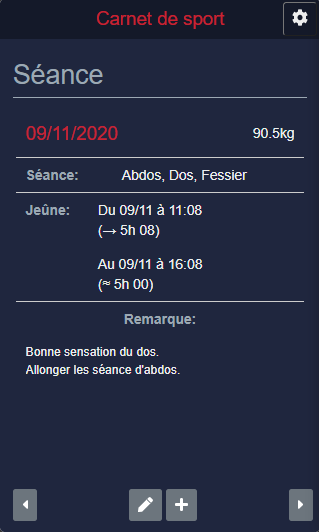 Carnet de sport
Séance
09/11/2020 90.5kg
Séance: Abdos, Dos, Fessier
Jeûne: Du 09/11 à 11:08
(→ 5h 08)
Au 09/11 à 16:08
(≈ 5h 00)
Remarque:
Bonne sensation du dos.
Allonger les séance d'abdos.